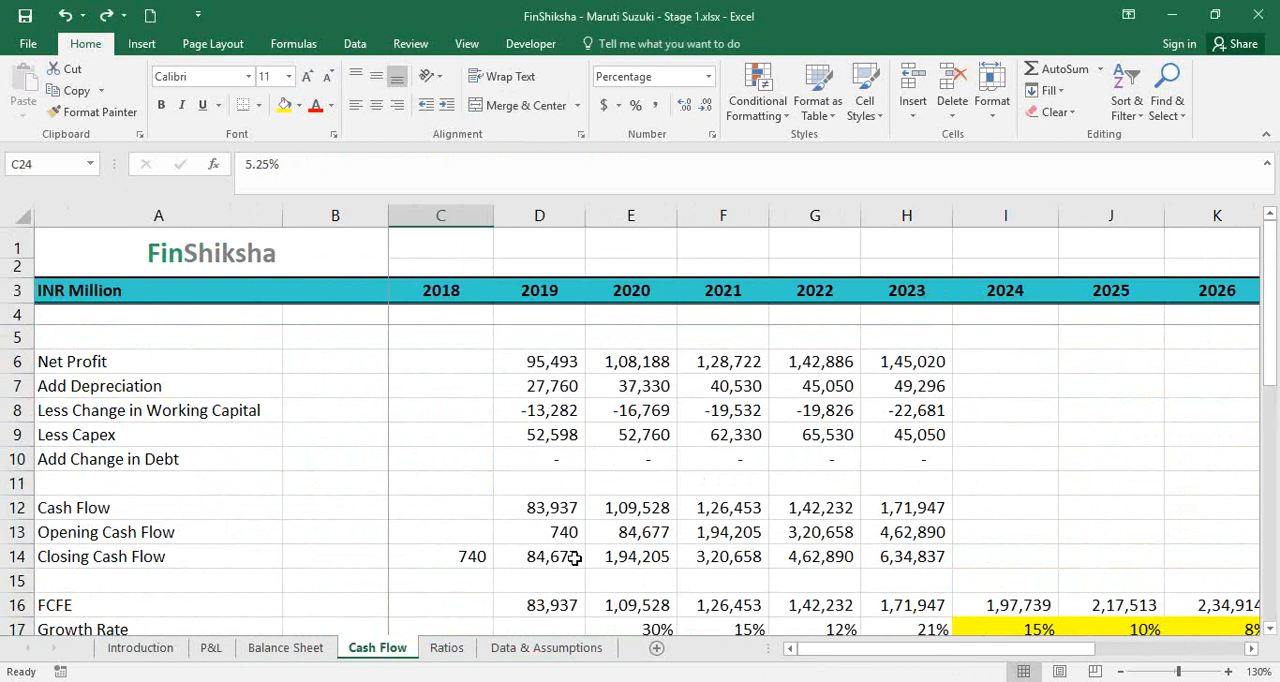 FinShiksha - Maruti Suzuki - Stage 1.xlsx - Excel
File Home Insert Page Layout Formulas Data Review View Developer Tell me what you want to do Sign in Share
Paste Cut Copy Format Painter Clipboard
Calibri 11 B I U A Font
Wrap Text Merge & Center Alignment
Percentage $ % , Number
Conditional Formatting Format as Table Cell Styles Styles
Insert Delete Format Cells
AutoSum Fill Clear Sort & Filter Find & Select Editing
C24 fx 5.25%
A B C D E F G H I J K
1 FinShiksha
2
3 INR Million 2018 2019 2020 2021 2022 2023 2024 2025 2026
4
5
6 Net Profit 95,493 1,08,188 1,28,722 1,42,886 1,45,020
7 Add Depreciation 27,760 37,330 40,530 45,050 49,296
8 Less Change in Working Capital -13,282 -16,769 -19,532 -19,826 -22,681
9 Less Capex 52,598 52,760 62,330 65,530 45,050
10 Add Change in Debt - - - - -
11
12 Cash Flow 83,937 1,09,528 1,26,453 1,42,232 1,71,947
13 Opening Cash Flow 740 84,677 1,94,205 3,20,658 4,62,890
14 Closing Cash Flow 740 84,677 1,94,205 3,20,658 4,62,890 6,34,837
15
16 FCFE 83,937 1,09,528 1,26,453 1,42,232 1,71,947 1,97,739 2,17,513 2,34,914
17 Growth Rate 30% 15% 12% 21% 15% 10% 8%
Introduction P&L Balance Sheet Cash Flow Ratios Data & Assumptions
Ready 130%